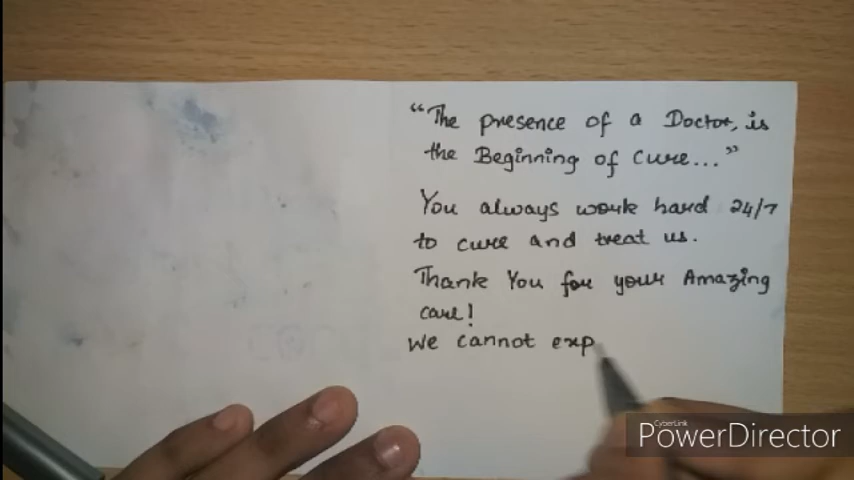 “The presence of a Doctor, is
the Beginning of cure...”
You always work hard 24/7
to cure and treat us.
Thank You for your Amazing
care!
We cannot exp
CyberLink
PowerDirector